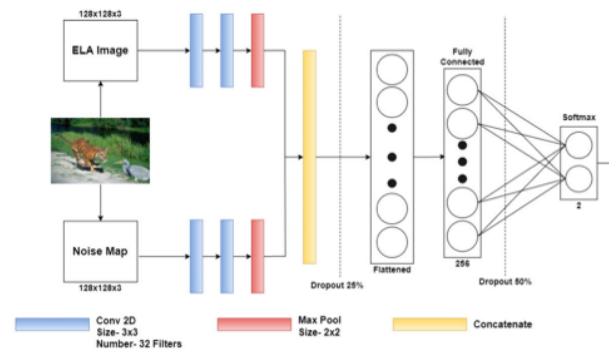 128x128x3
ELA Image
Noise Map
128x128x3
Dropout 25%
Flattened
Fully
Connected
256
Dropout 50%
Softmax
2
Conv 2D
Size- 3x3
Number- 32 Filters
Max Pool
Size- 2x2
Concatenate